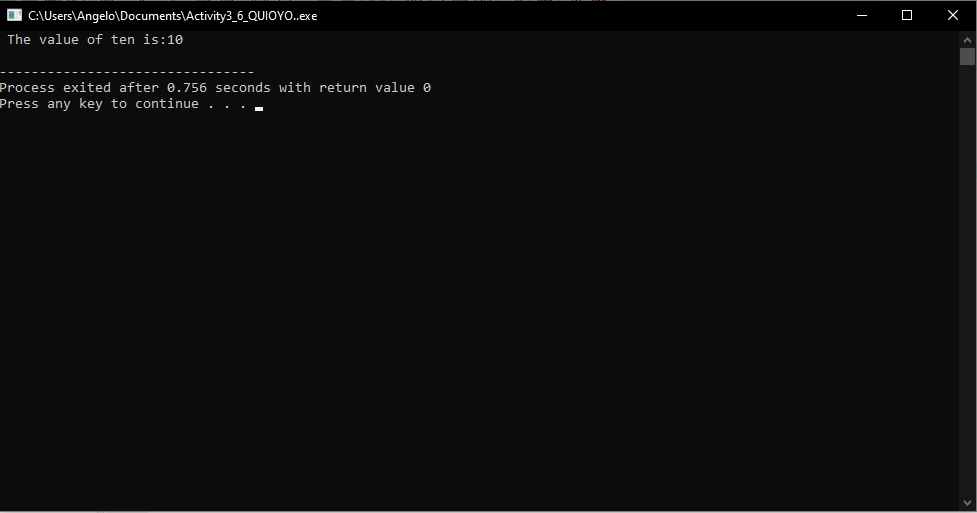 C:\Users\Angelo\Documents\Activity3_6_QUIOYO..exe
The value of ten is:10
--------------------------------
Process exited after 0.756 seconds with return value 0
Press any key to continue . . .